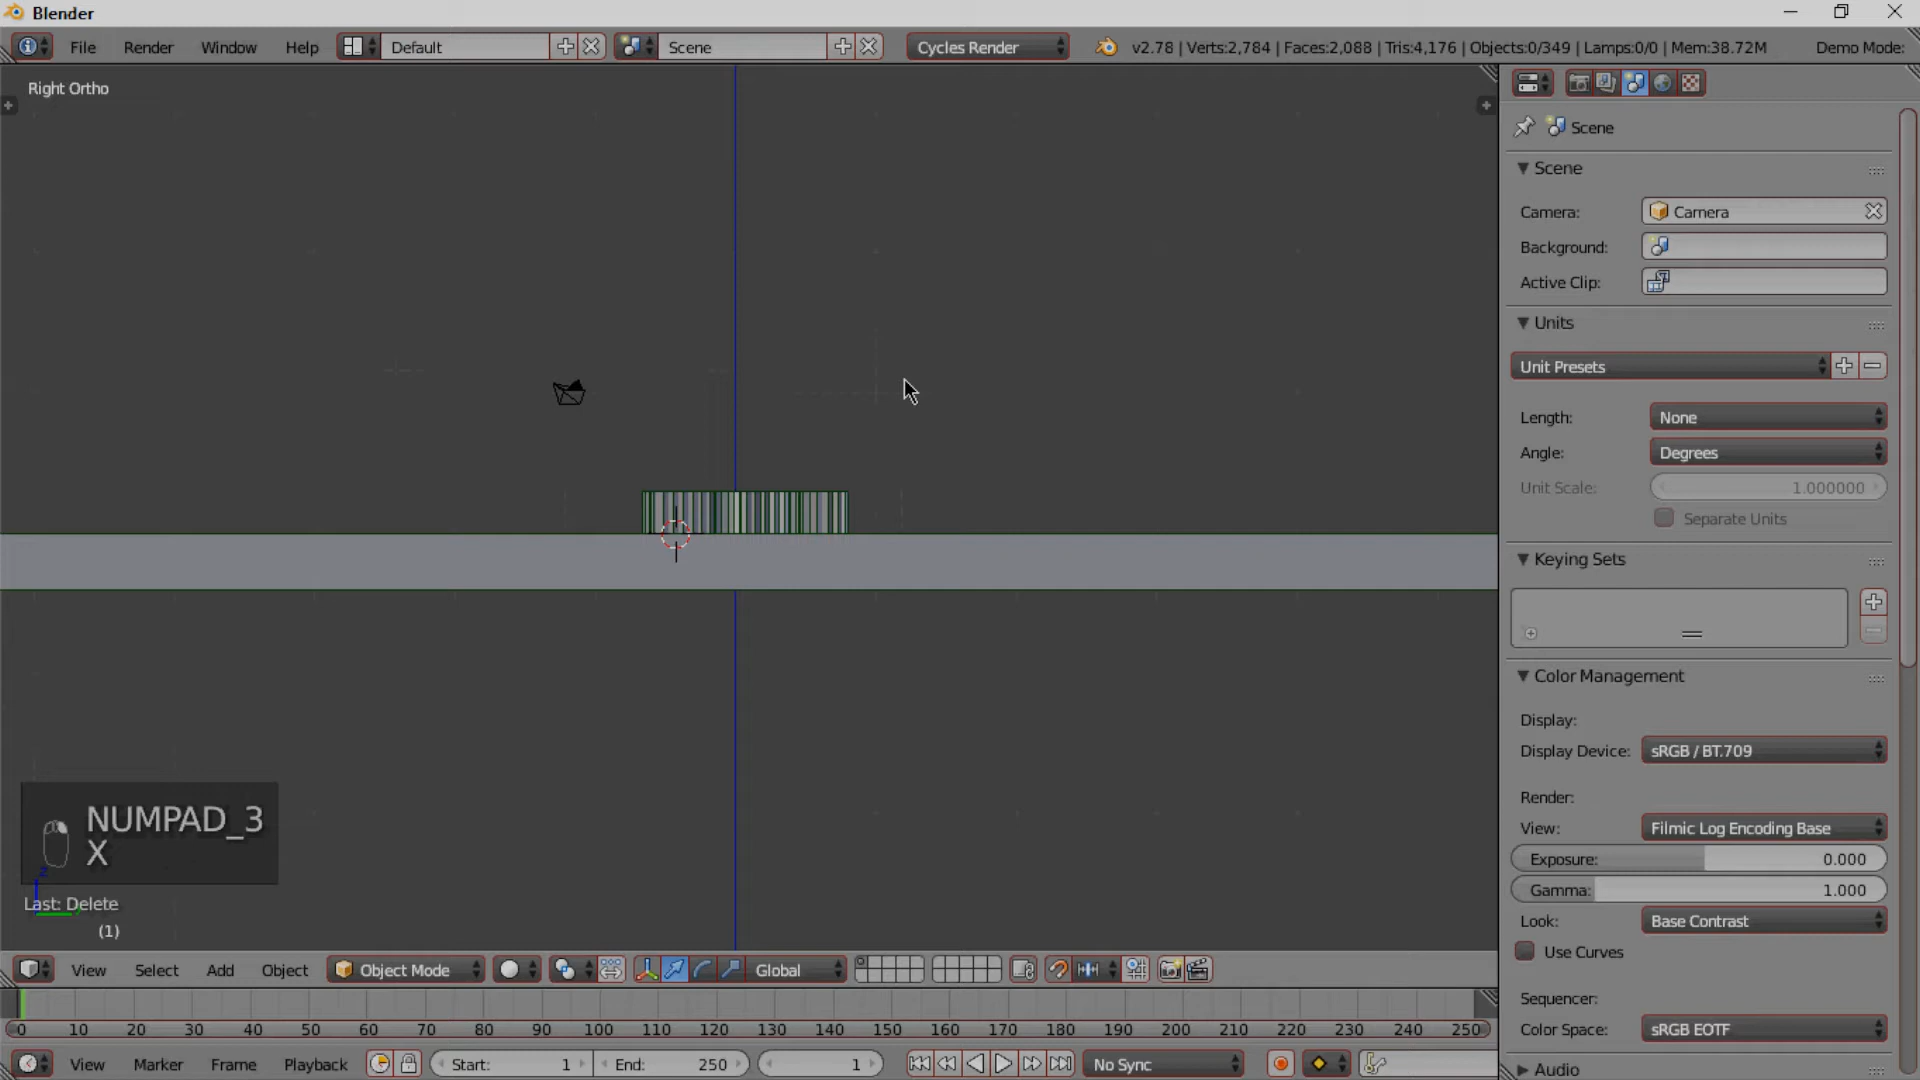 Blender
File Render Window Help Default Scene Cycles Render v2.78 | Verts:2,784 | Faces:2,088 | Tris:4,176 | Objects:0/349 | Lamps:0/0 | Mem:38.72M Demo Mode:
Right Ortho
Scene
Scene
Camera: Camera
Background:
Active Clip:
Units
Unit Presets
Length: None
Angle: Degrees
Unit Scale: 1.000000
Separate Units
Keying Sets
Color Management
Display:
Display Device: sRGB / BT.709
Render:
View: Filmic Log Encoding Base
Exposure: 0.000
Gamma: 1.000
Look: Base Contrast
Use Curves
Sequencer:
Color Space: sRGB EOTF
Audio
NUMPAD_3
X
z
Last: Delete
(1)
View Select Add Object Object Mode Global
0 10 20 30 40 50 60 70 80 90 100 110 120 130 140 150 160 170 180 190 200 210 220 230 240 250
View Marker Frame Playback Start: 1 End: 250 1 No Sync